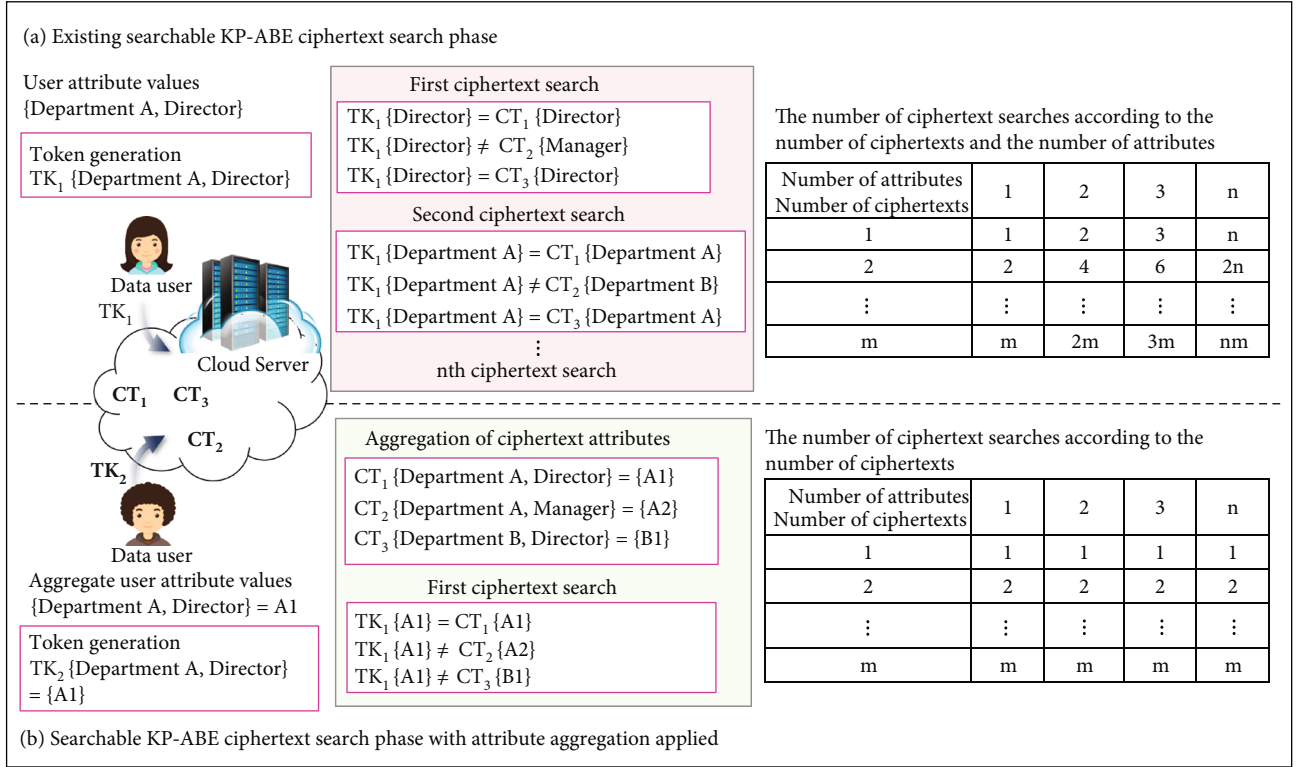 (a) Existing searchable KP-ABE ciphertext search phase
User attribute values
{Department A, Director}
Token generation
TK₁ {Department A, Director}
Data user
TK₁
Cloud Server
CT₁ CT₃
CT₂
First ciphertext search
TK₁ {Director} = CT₁ {Director}
TK₁ {Director} ≠ CT₂ {Manager}
TK₁ {Director} = CT₃ {Director}
Second ciphertext search
TK₁ {Department A} = CT₁ {Department A}
TK₁ {Department A} ≠ CT₂ {Department B}
TK₁ {Department A} = CT₃ {Department A}
⋮
nth ciphertext search
The number of ciphertext searches according to the
number of ciphertexts and the number of attributes
Number of attributes
Number of ciphertexts
1 2 3 n
1 1 2 3 n
2 2 4 6 2n
⋮ ⋮ ⋮ ⋮ ⋮
m m 2m 3m nm
TK₂
Data user
Aggregate user attribute values
{Department A, Director} = A1
Token generation
TK₂ {Department A, Director}
= {A1}
Aggregation of ciphertext attributes
CT₁ {Department A, Director} = {A1}
CT₂ {Department A, Manager} = {A2}
CT₃ {Department B, Director} = {B1}
First ciphertext search
TK₁ {A1} = CT₁ {A1}
TK₁ {A1} ≠ CT₂ {A2}
TK₁ {A1} ≠ CT₃ {B1}
The number of ciphertext searches according to the
number of ciphertexts
Number of attributes
Number of ciphertexts
1 2 3 n
1 1 1 1 1
2 2 2 2 2
⋮ ⋮ ⋮ ⋮ ⋮
m m m m m
(b) Searchable KP-ABE ciphertext search phase with attribute aggregation applied